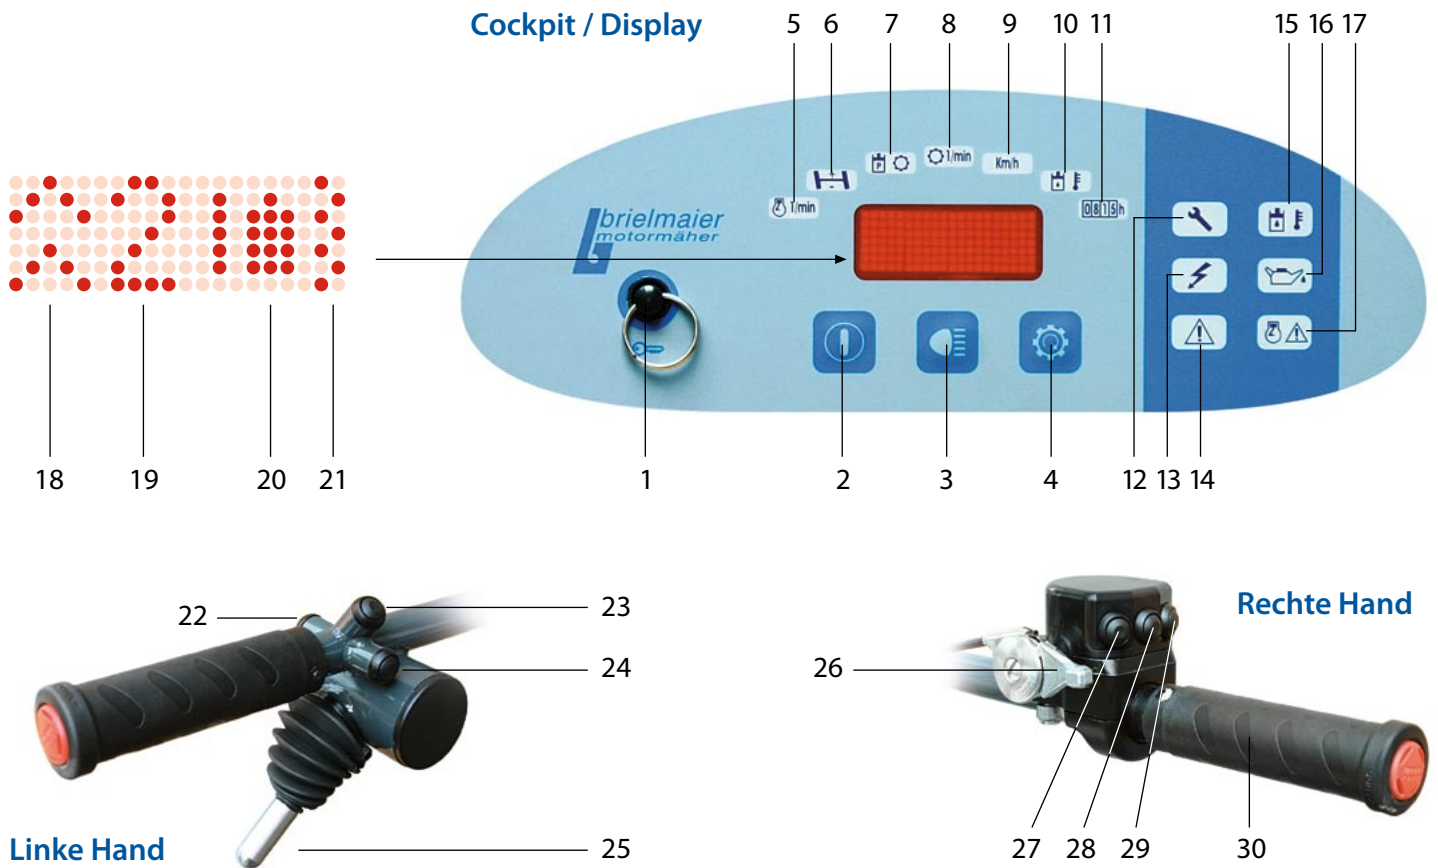 Cockpit / Display
5 6 7 8 9 10 11 15 16 17
1/min
P
1/min
Km/h
0815h
brielmaier
motormäher
18 19 20 21 1 2 3 4 12 13 14
22 23
24
25
Linke Hand
Rechte Hand
26
27 28 29 30